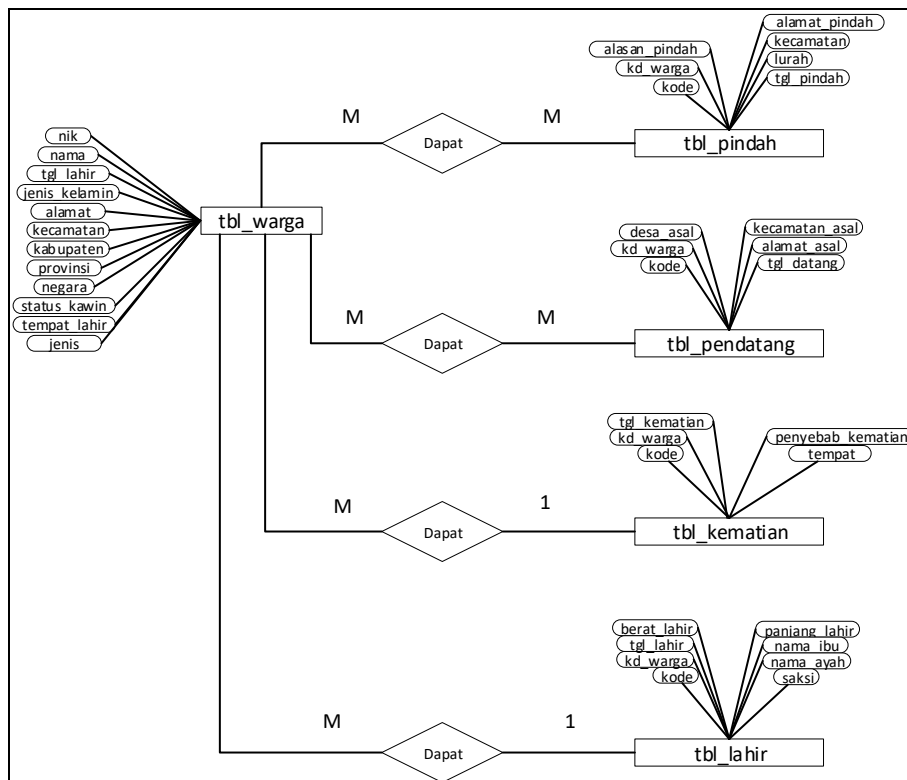 alamat_pindah
kecamatan
lurah
tgl_pindah
alasan_pindah
kd_warga
kode
M
Dapat
M
tbl_pindah
nik
nama
tgl_lahir
jenis_kelamin
alamat
kecamatan
kabupaten
provinsi
negara
status_kawin
tempat_lahir
jenis
tbl_warga
desa_asal
kd_warga
kode
kecamatan_asal
alamat_asal
tgl_datang
M
Dapat
M
tbl_pendatang
tgl_kematian
kd_warga
kode
penyebab_kematian
tempat
M
Dapat
1
tbl_kematian
berat_lahir
tgl_lahir
kd_warga
kode
panjang_lahir
nama_ibu
nama_ayah
saksi
M
Dapat
1
tbl_lahir